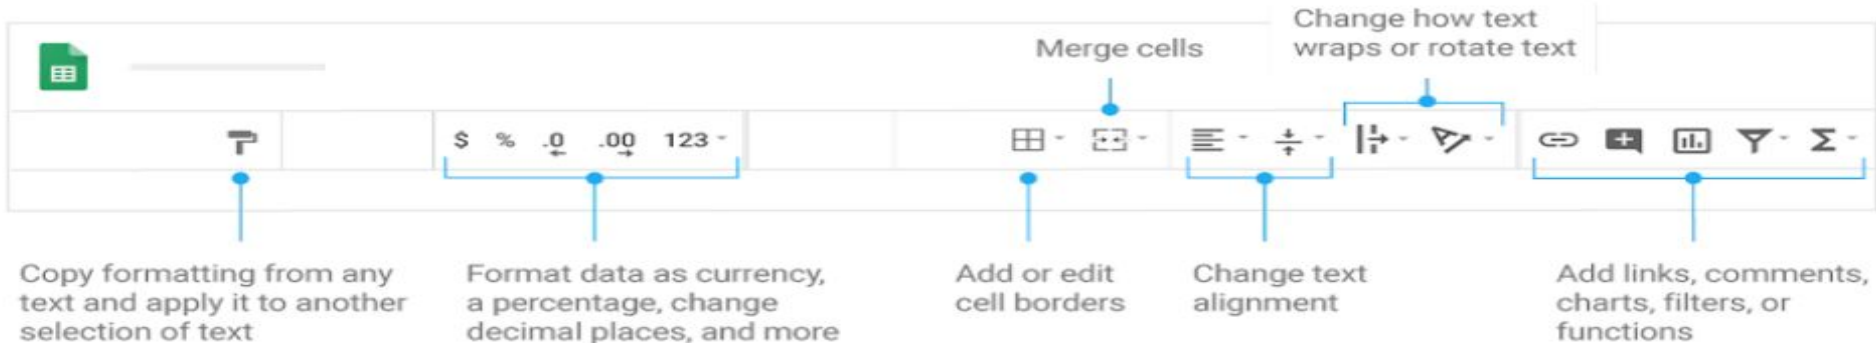 Change how text
wraps or rotate text
Merge cells
$ % .0 .00 123
Copy formatting from any
text and apply it to another
selection of text
Format data as currency,
a percentage, change
decimal places, and more
Add or edit
cell borders
Change text
alignment
Add links, comments,
charts, filters, or
functions